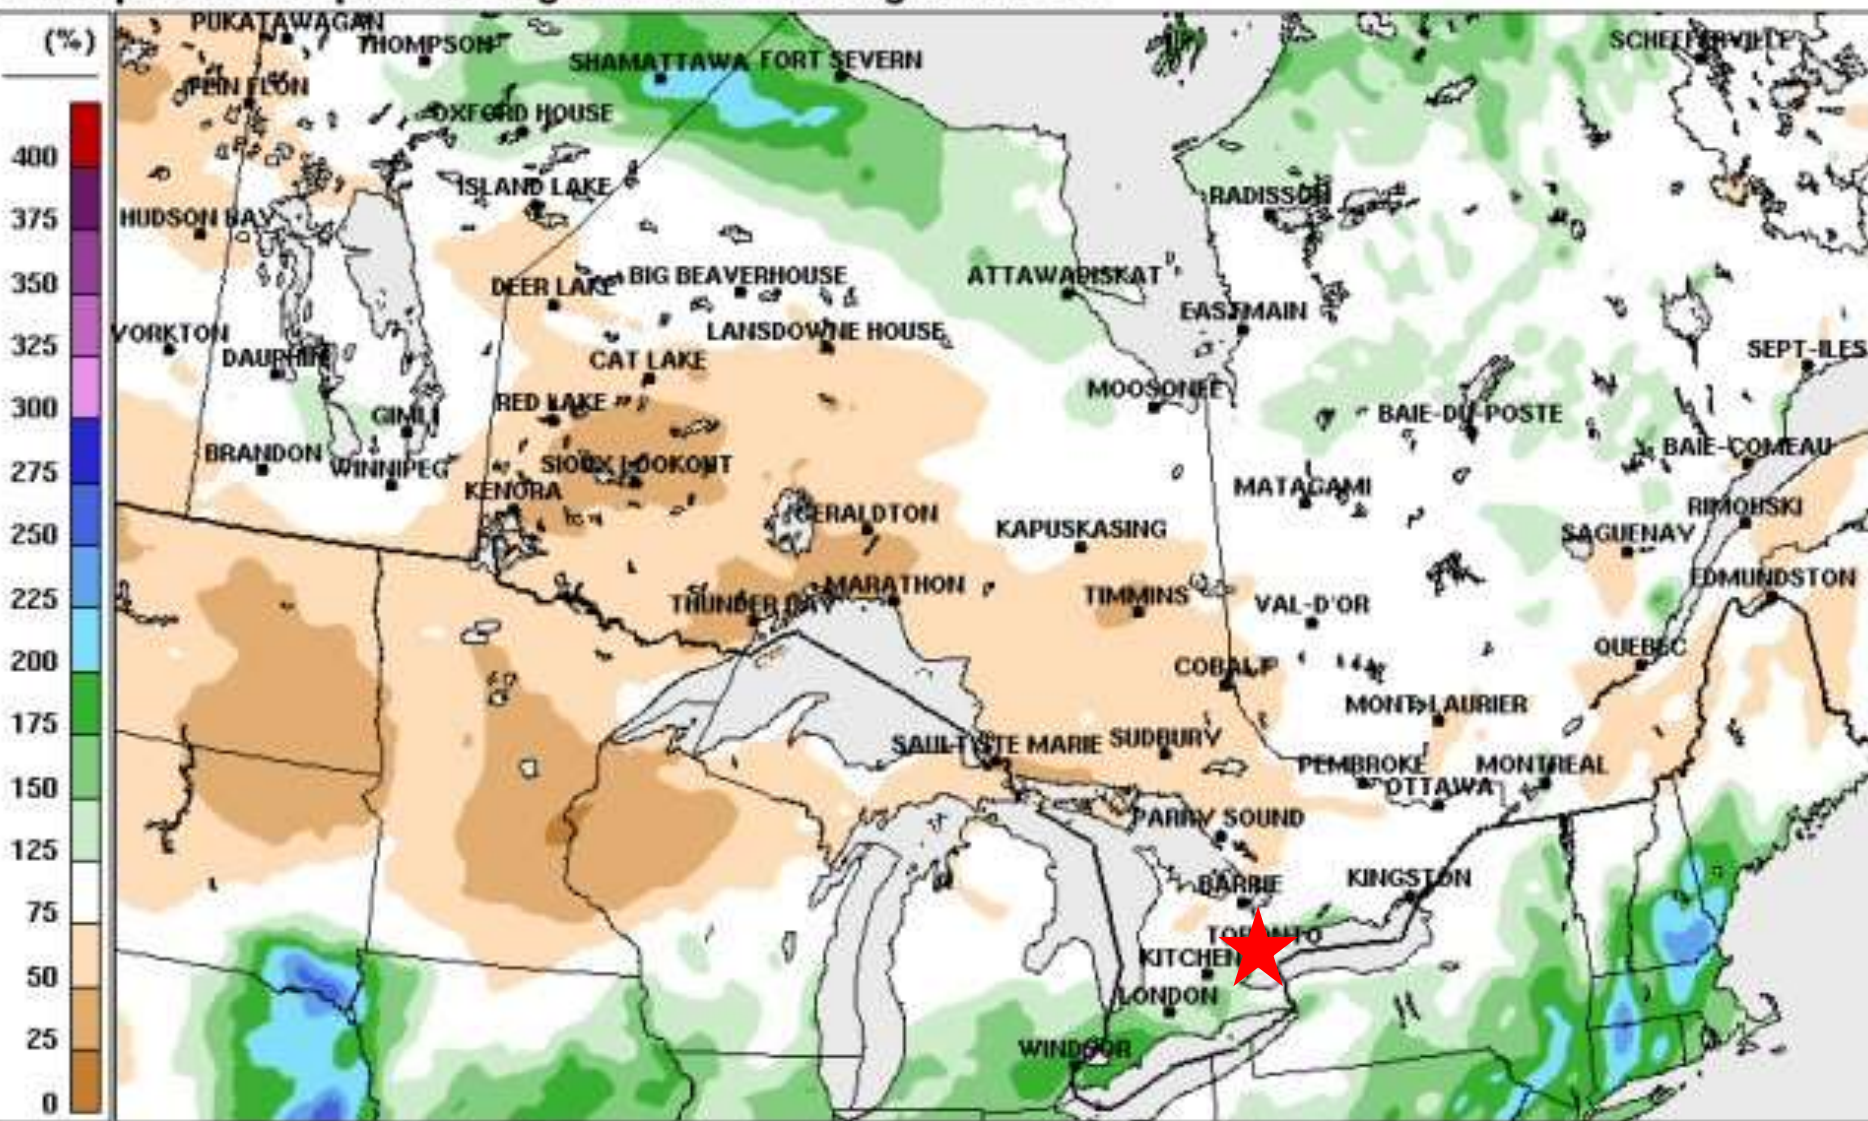 (%)
400
375
350
325
300
275
250
225
200
175
150
125
75
50
25
0
PUKATAWAGAN
THOMPSON
SHAMATTAWA
FORT SEVERN
SCHEFFERVILLE
FLIN FLON
OXFORD HOUSE
ISLAND LAKE
RADISSON
HUDSON BAY
DEER LAKE
BIG BEAVERHOUSE
ATTAWAPISKAT
EASTMAIN
YORKTON
DAUPHIN
LANSDOWNE HOUSE
CAT LAKE
SEPT-ILES
MOOSONEE
RED LAKE
GIMLI
BAIE-DU-POSTE
BRANDON
WINNIPEG
SIOUX LOOKOUT
BAIE-COMEAU
KENORA
MATAGAMI
GERALDTON
KAPUSKASING
RIMOUSKI
SAGUENAY
MARATHON
THUNDER BAY
TIMMINS
VAL-D'OR
EDMUNDSTON
QUEBEC
COBALT
MONT-LAURIER
SAULT STE MARIE
SUDBURY
PEMBROKE
MONTREAL
OTTAWA
PARRY SOUND
BARRIE
KINGSTON
TORONTO
KITCHEN
LONDON
WINDSOR